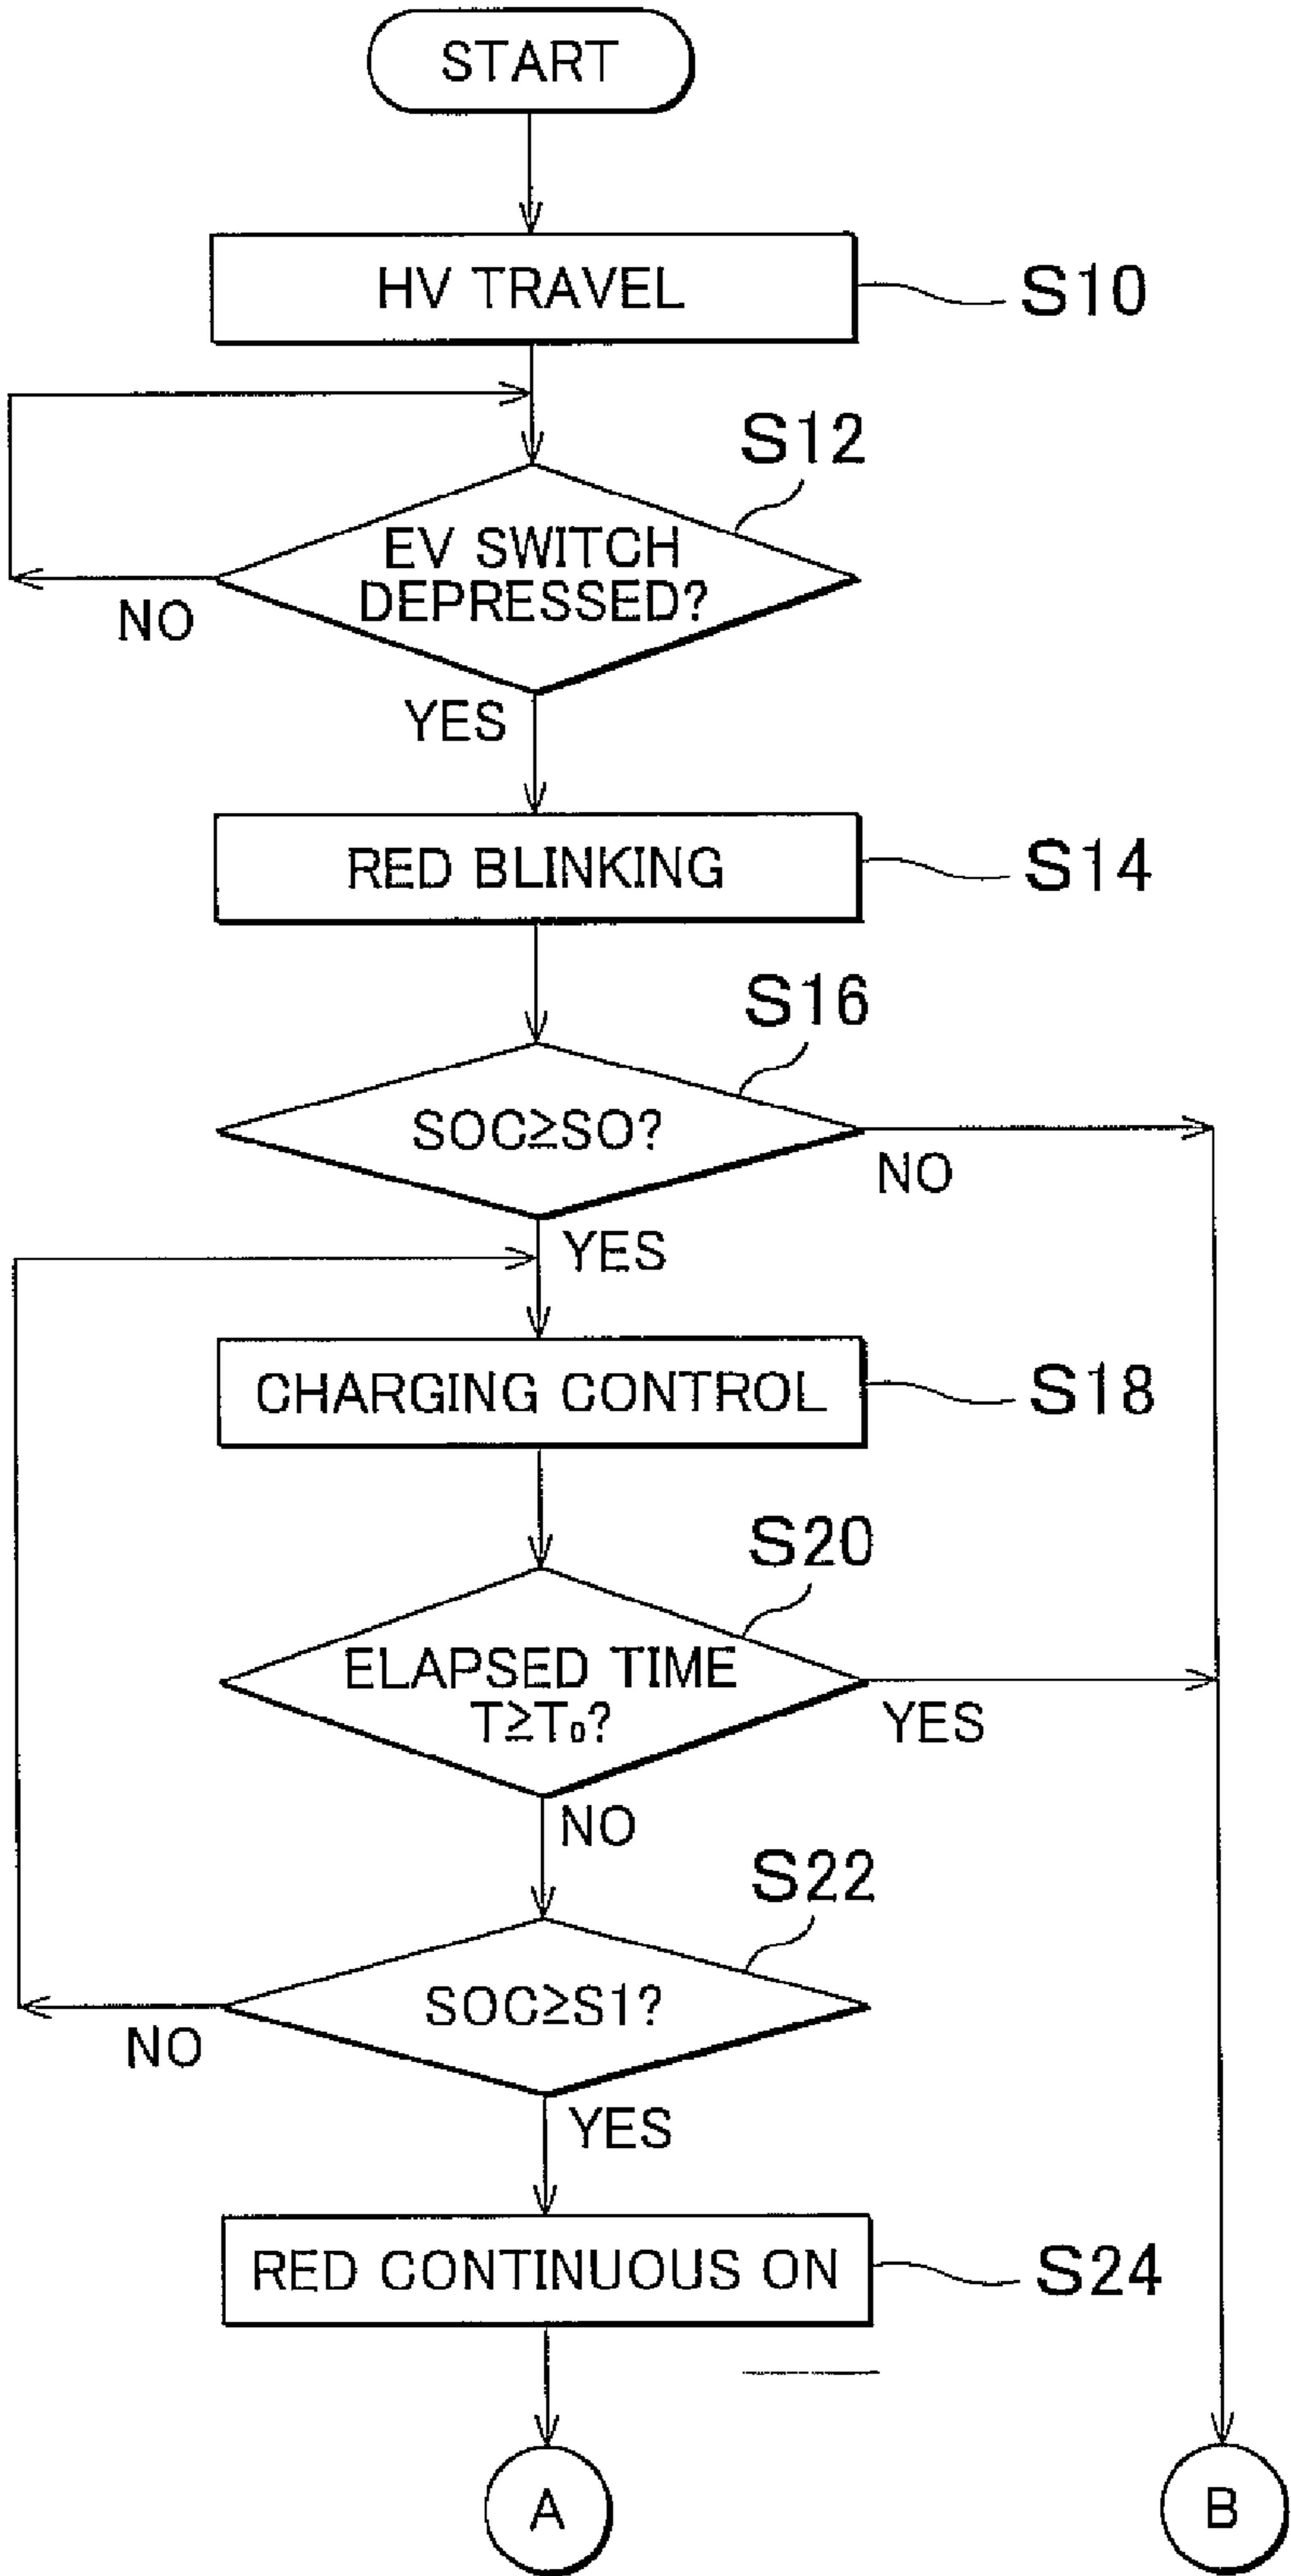 START
HV TRAVEL
S10
S12
EV SWITCH
DEPRESSED?
NO
YES
RED BLINKING
S14
S16
SOC≧SO?
NO
YES
CHARGING CONTROL
S18
S20
ELAPSED TIME
T≧T₀?
YES
NO
S22
SOC≧S1?
NO
YES
RED CONTINUOUS ON
S24
A
B